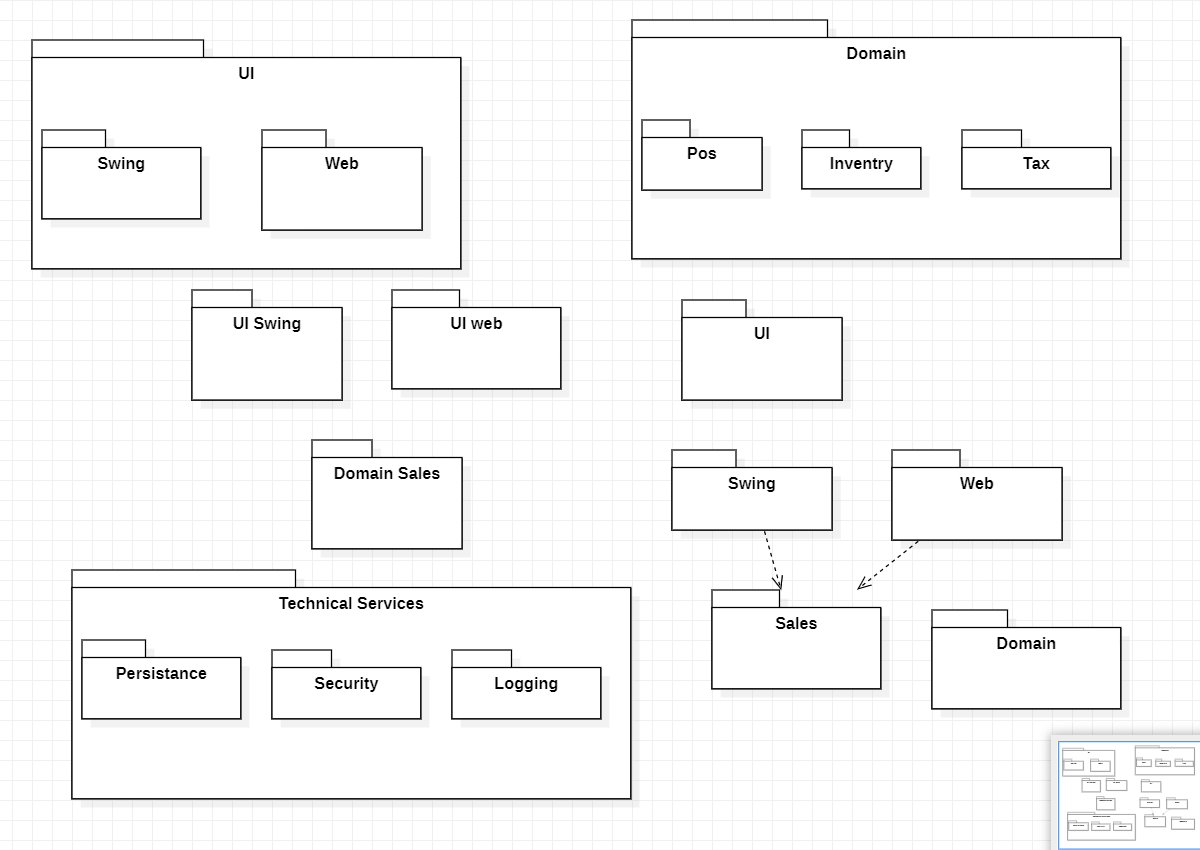 UI
Swing
Web
Domain
Pos
Inventry
Tax
UI Swing
UI web
UI
Domain Sales
Swing
Web
Technical Services
Persistance
Security
Logging
Sales
Domain